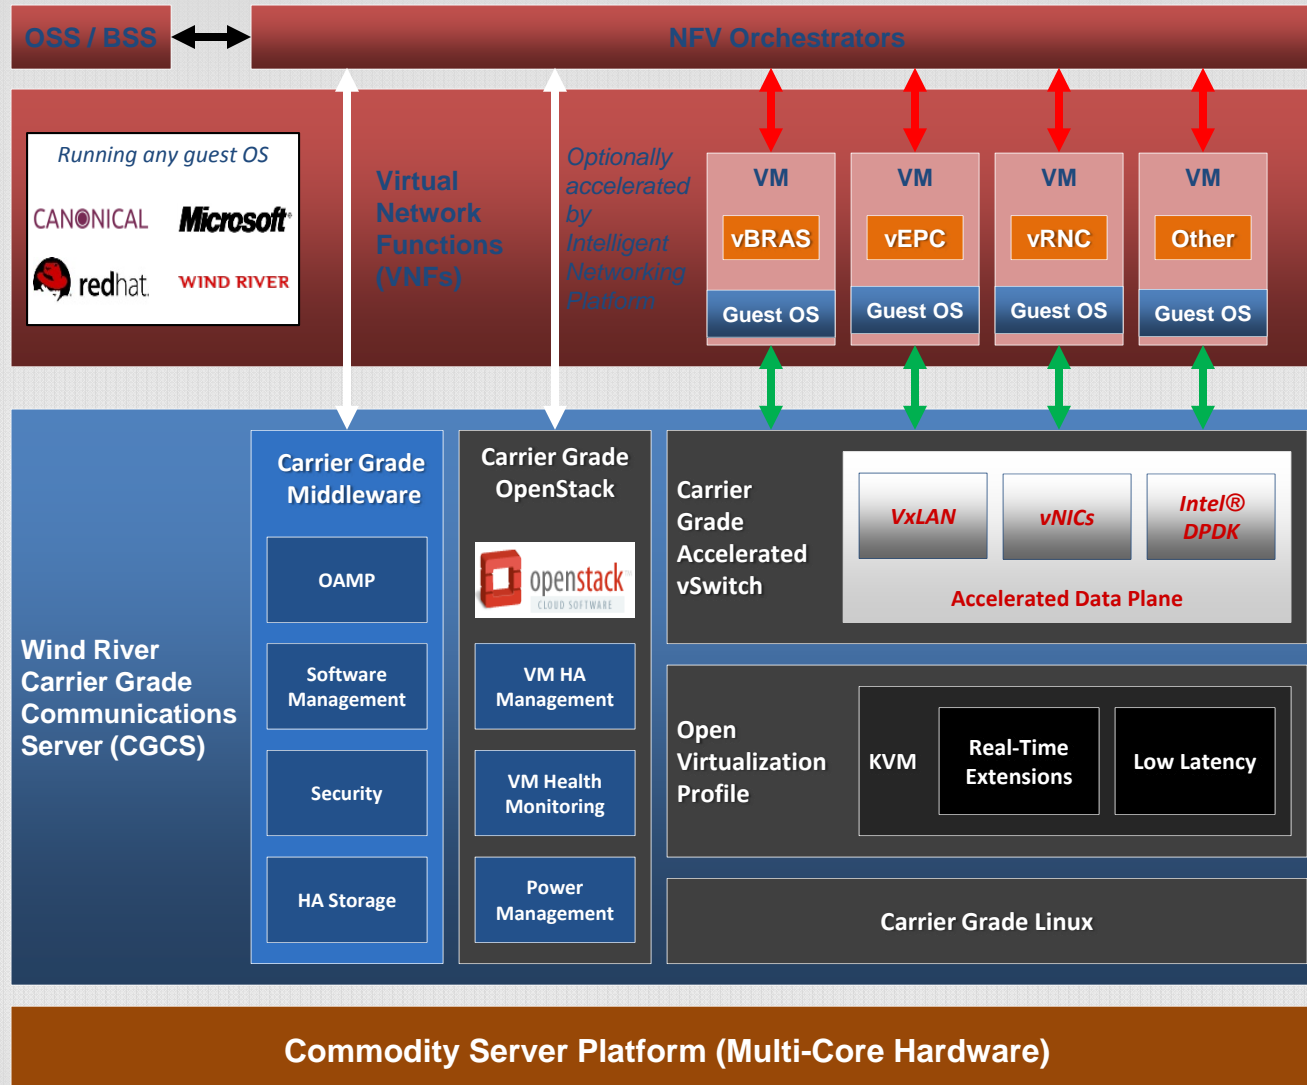 OSS / BSS
NFV Orchestrators
Running any guest OS
CANONICAL
Microsoft®
redhat.
WIND RIVER
Virtual
Network
Functions
(VNFs)
Optionally
accelerated
by
Intelligent
Networking
Platform
VM
vBRAS
Guest OS
VM
vEPC
Guest OS
VM
vRNC
Guest OS
VM
Other
Guest OS
Wind River
Carrier Grade
Communications
Server (CGCS)
Carrier Grade
Middleware
OAMP
Software
Management
Security
HA Storage
Carrier Grade
OpenStack
openstack™
CLOUD SOFTWARE
VM HA
Management
VM Health
Monitoring
Power
Management
Carrier
Grade
Accelerated
vSwitch
VxLAN
vNICs
Intel®
DPDK
Accelerated Data Plane
Open
Virtualization
Profile
KVM
Real-Time
Extensions
Low Latency
Carrier Grade Linux
Commodity Server Platform (Multi-Core Hardware)